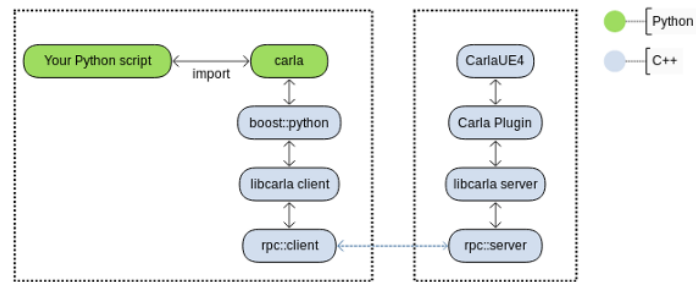 Your Python script
import
carla
boost::python
libcarla client
rpc::client
CarlaUE4
Carla Plugin
libcarla server
rpc::server
Python
C++